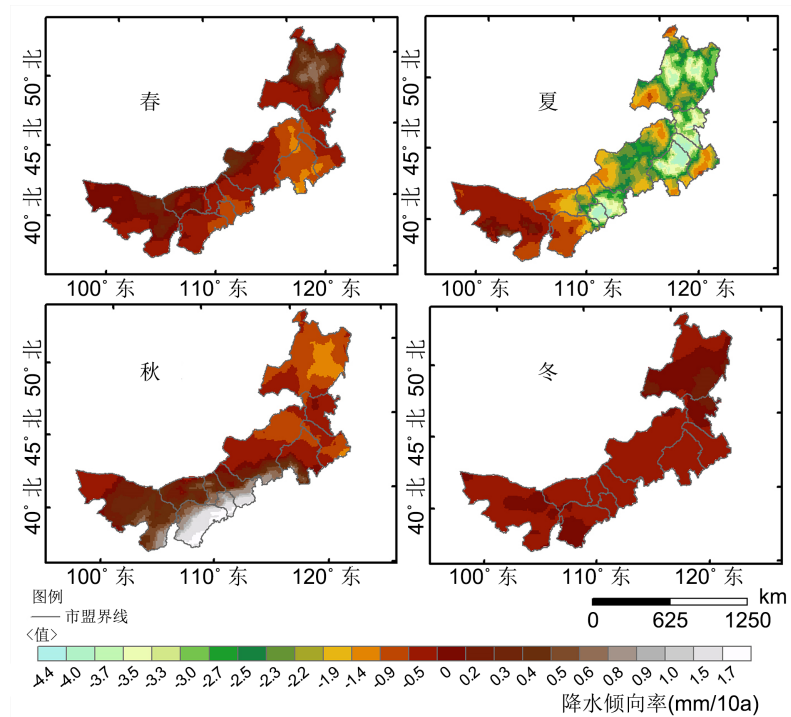 春
50° 北
45° 北
40° 北
100° 东
110° 东
120° 东
夏
50° 北
45° 北
40° 北
100° 东
110° 东
120° 东
秋
50° 北
45° 北
40° 北
100° 东
110° 东
120° 东
冬
50° 北
45° 北
40° 北
100° 东
110° 东
120° 东
图例
市盟界线
<值>
km
0 625 1250
-4.4 -4.0 -3.7 -3.5 -3.3 -3.0 -2.7 -2.5 -2.3 -2.2 -2.2 -1.9 -1.4 -0.9 -0.5 0 0.2 0.3 0.4 0.5 0.6 0.8 0.9 1.0 1.5 1.7
降水倾向率(mm/10a)